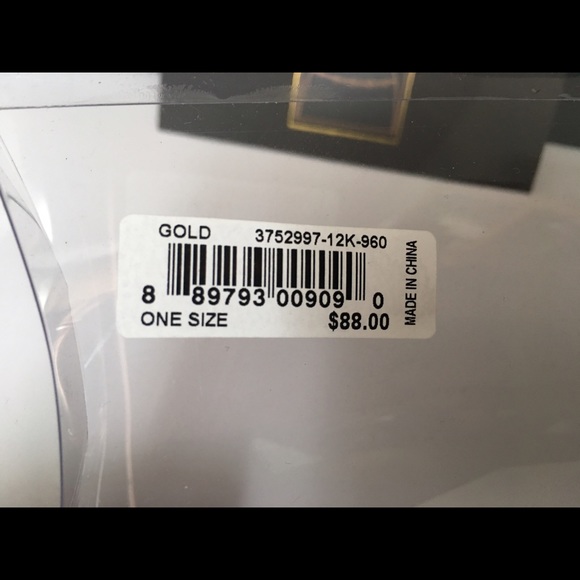 GOLD 3752997-12K-960
8 89793 00909 0
ONE SIZE $88.00
MADE IN CHINA